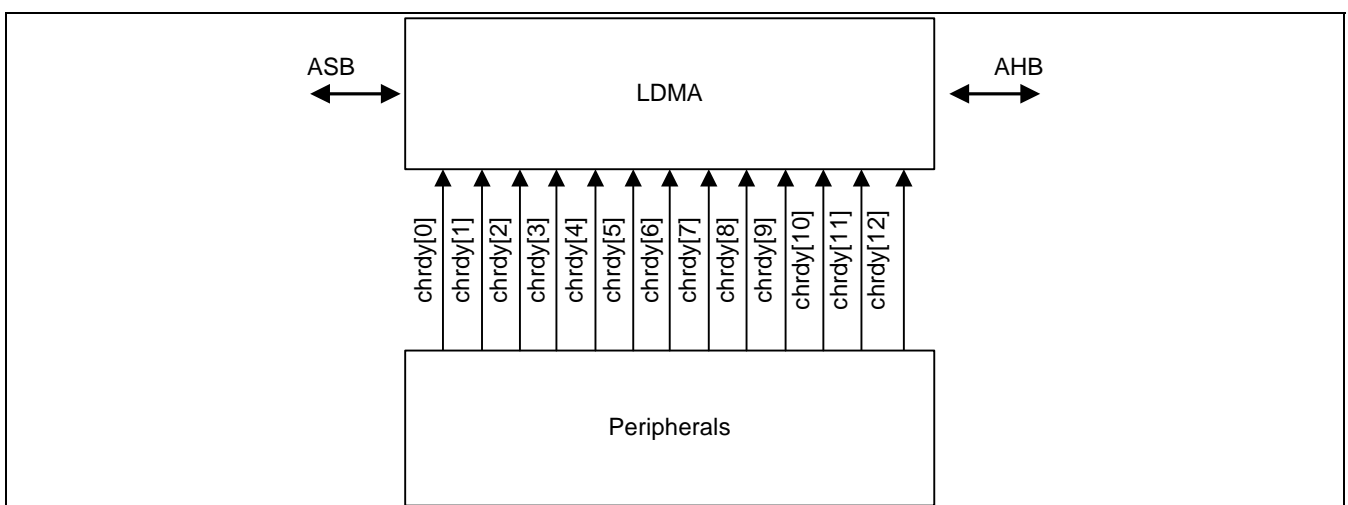 ASB
AHB
LDMA
chrdy[0]
chrdy[1]
chrdy[2]
chrdy[3]
chrdy[4]
chrdy[5]
chrdy[6]
chrdy[7]
chrdy[8]
chrdy[9]
chrdy[10]
chrdy[11]
chrdy[12]
Peripherals